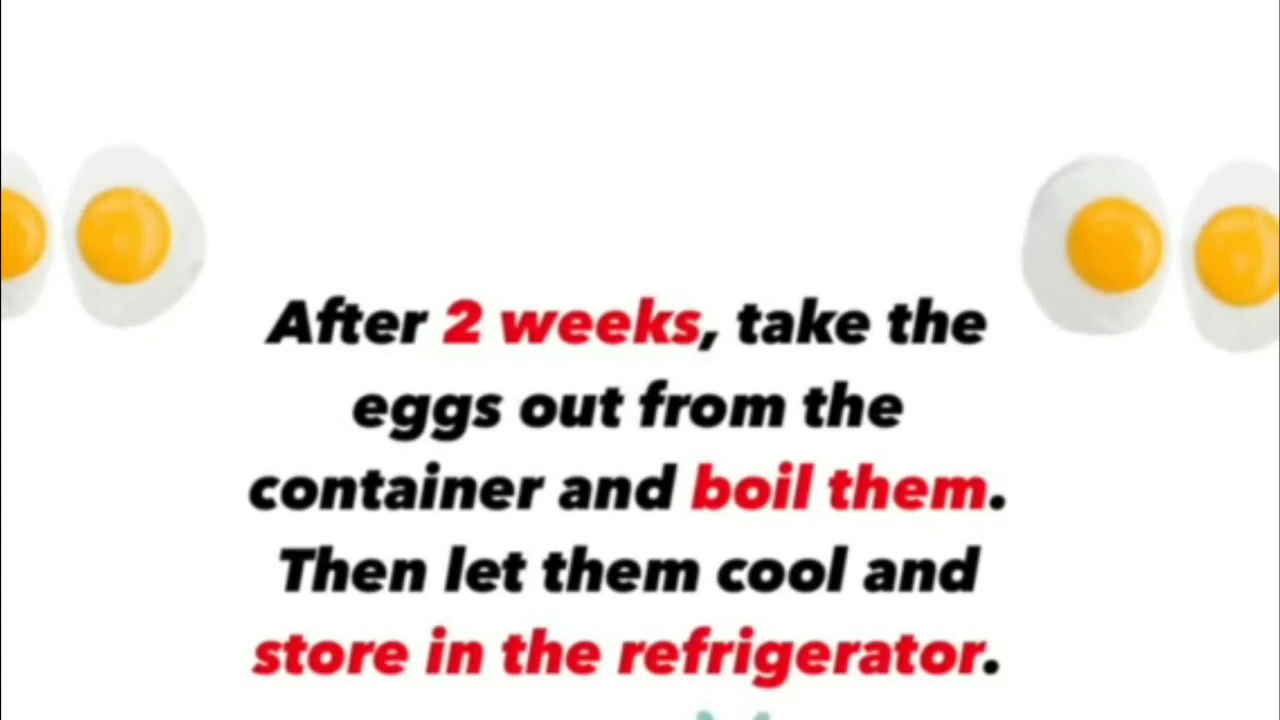 After 2 weeks, take the
eggs out from the
container and boil them.
Then let them cool and
store in the refrigerator.